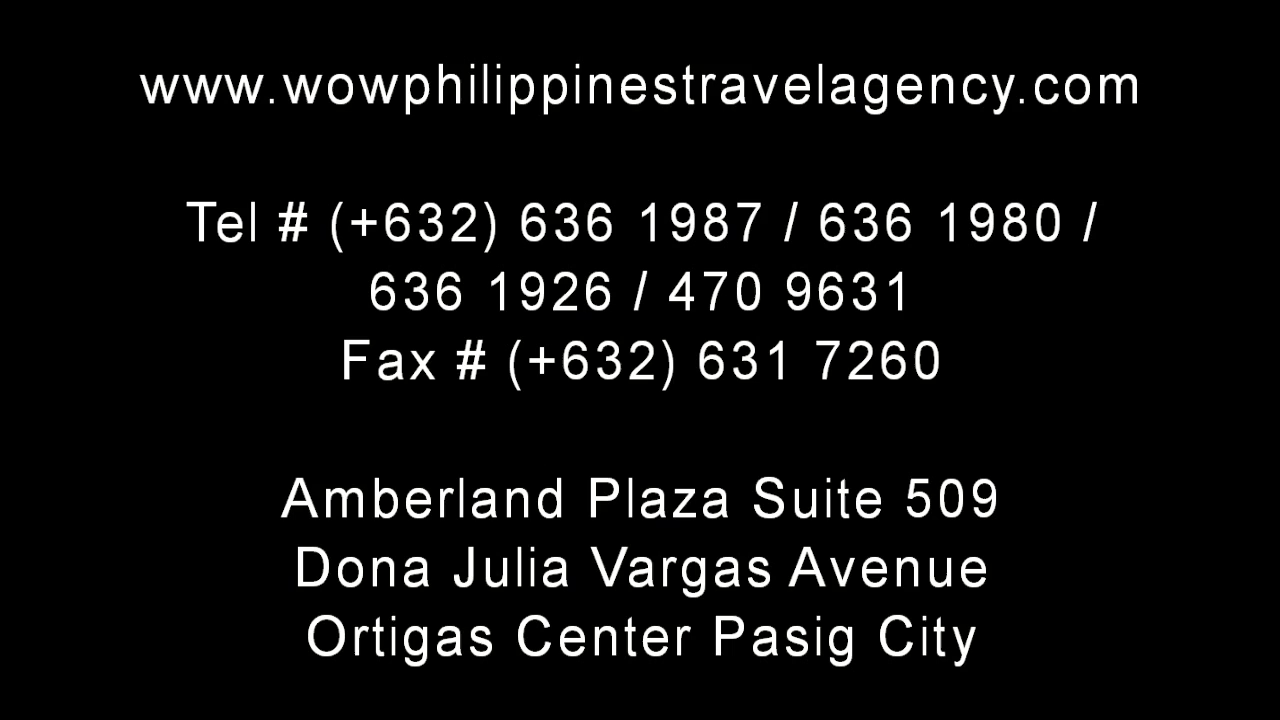 www.wowphilippinestravelagency.com
Tel # (+632) 636 1987 / 636 1980 /
636 1926 / 470 9631
Fax # (+632) 631 7260
Amberland Plaza Suite 509
Dona Julia Vargas Avenue
Ortigas Center Pasig City